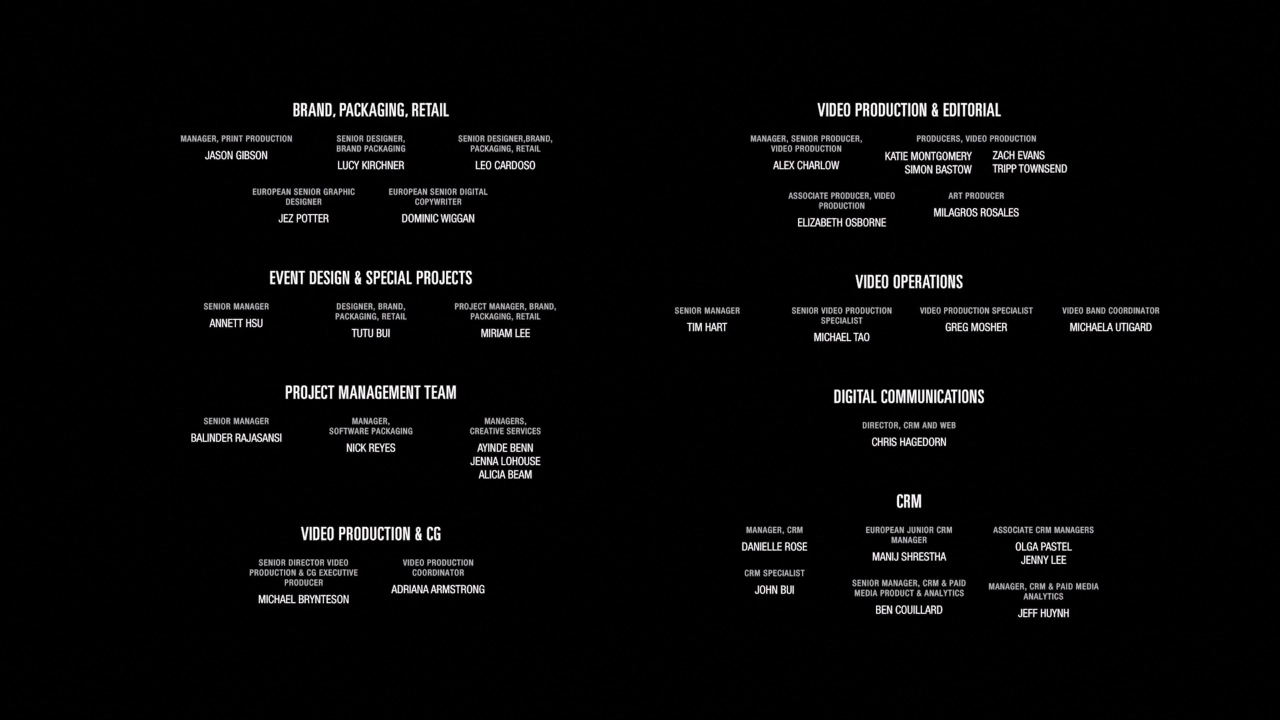 BRAND, PACKAGING, RETAIL
MANAGER, PRINT PRODUCTION
JASON GIBSON
SENIOR DESIGNER,
BRAND PACKAGING
LUCY KIRCHNER
SENIOR DESIGNER,BRAND,
PACKAGING, RETAIL
LEO CARDOSO
EUROPEAN SENIOR GRAPHIC
DESIGNER
JEZ POTTER
EUROPEAN SENIOR DIGITAL
COPYWRITER
DOMINIC WIGGAN
EVENT DESIGN & SPECIAL PROJECTS
SENIOR MANAGER
ANNETT HSU
DESIGNER, BRAND,
PACKAGING, RETAIL
TUTU BUI
PROJECT MANAGER, BRAND,
PACKAGING, RETAIL
MIRIAM LEE
PROJECT MANAGEMENT TEAM
SENIOR MANAGER
BALINDER RAJASANSI
MANAGER,
SOFTWARE PACKAGING
NICK REYES
MANAGERS,
CREATIVE SERVICES
AYINDE BENN
JENNA LOHOUSE
ALICIA BEAM
VIDEO PRODUCTION & CG
SENIOR DIRECTOR VIDEO
PRODUCTION & CG EXECUTIVE
PRODUCER
MICHAEL BRYNTESON
VIDEO PRODUCTION
COORDINATOR
ADRIANA ARMSTRONG
VIDEO PRODUCTION & EDITORIAL
MANAGER, SENIOR PRODUCER,
VIDEO PRODUCTION
ALEX CHARLOW
PRODUCERS, VIDEO PRODUCTION
KATIE MONTGOMERY
SIMON BASTOW
ZACH EVANS
TRIPP TOWNSEND
ASSOCIATE PRODUCER, VIDEO
PRODUCTION
ELIZABETH OSBORNE
ART PRODUCER
MILAGROS ROSALES
VIDEO OPERATIONS
SENIOR MANAGER
TIM HART
SENIOR VIDEO PRODUCTION
SPECIALIST
MICHAEL TAO
VIDEO PRODUCTION SPECIALIST
GREG MOSHER
VIDEO BAND COORDINATOR
MICHAELA UTIGARD
DIGITAL COMMUNICATIONS
DIRECTOR, CRM AND WEB
CHRIS HAGEDORN
CRM
MANAGER, CRM
DANIELLE ROSE
EUROPEAN JUNIOR CRM
MANAGER
MANIJ SHRESTHA
ASSOCIATE CRM MANAGERS
OLGA PASTEL
JENNY LEE
CRM SPECIALIST
JOHN BUI
SENIOR MANAGER, CRM & PAID
MEDIA PRODUCT & ANALYTICS
BEN COUILLARD
MANAGER, CRM & PAID MEDIA
ANALYTICS
JEFF HUYNH